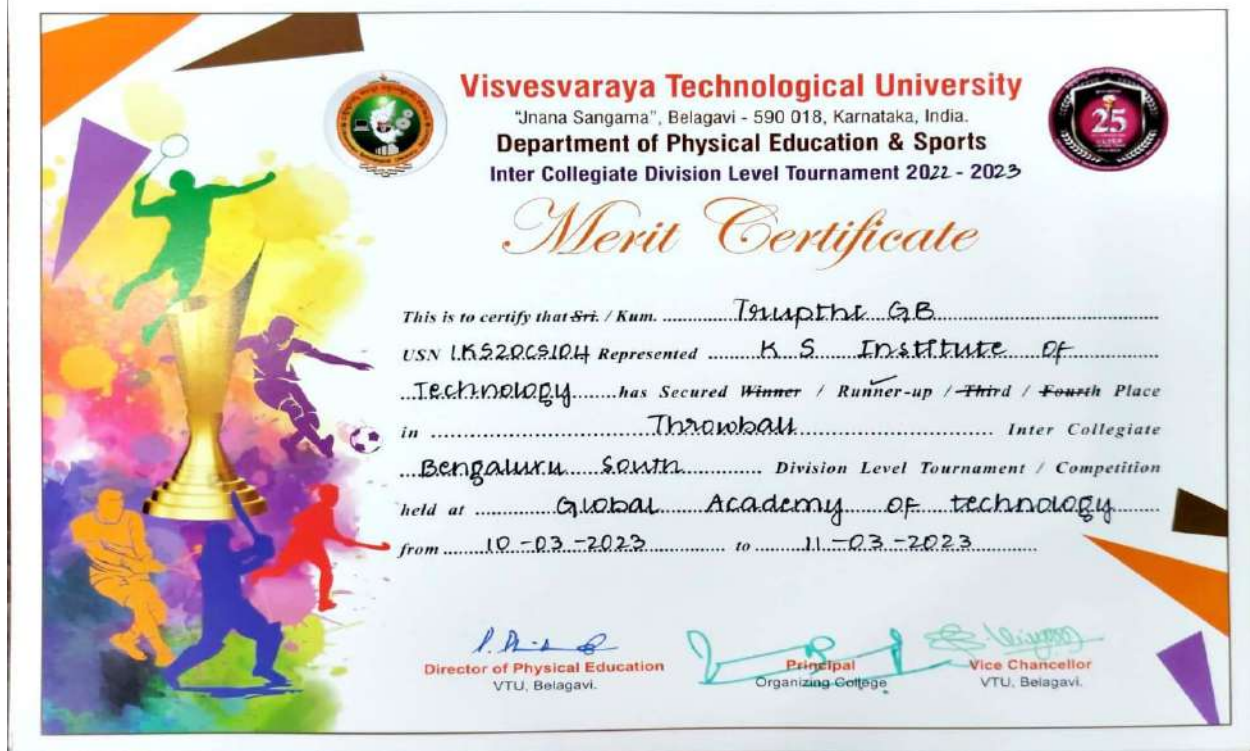 Visvesvaraya Technological University
"Jnana Sangama", Belagavi - 590 018, Karnataka, India.
Department of Physical Education & Sports
Inter Collegiate Division Level Tournament 2022 - 2023
25
Merit Certificate
This is to certify that Sri. / Kum. Trupthi GB
USN 1KS20CS104 Represented K S Institute of
Technology has Secured Winner / Runner-up / Third / Fourth Place
in Throwball Inter Collegiate
Bengaluru South Division Level Tournament / Competition
held at Global Academy of technology
from 10-03-2023 to 11-03-2023
Director of Physical Education
VTU, Belagavi.
Principal
Organizing College
Vice Chancellor
VTU, Belagavi.